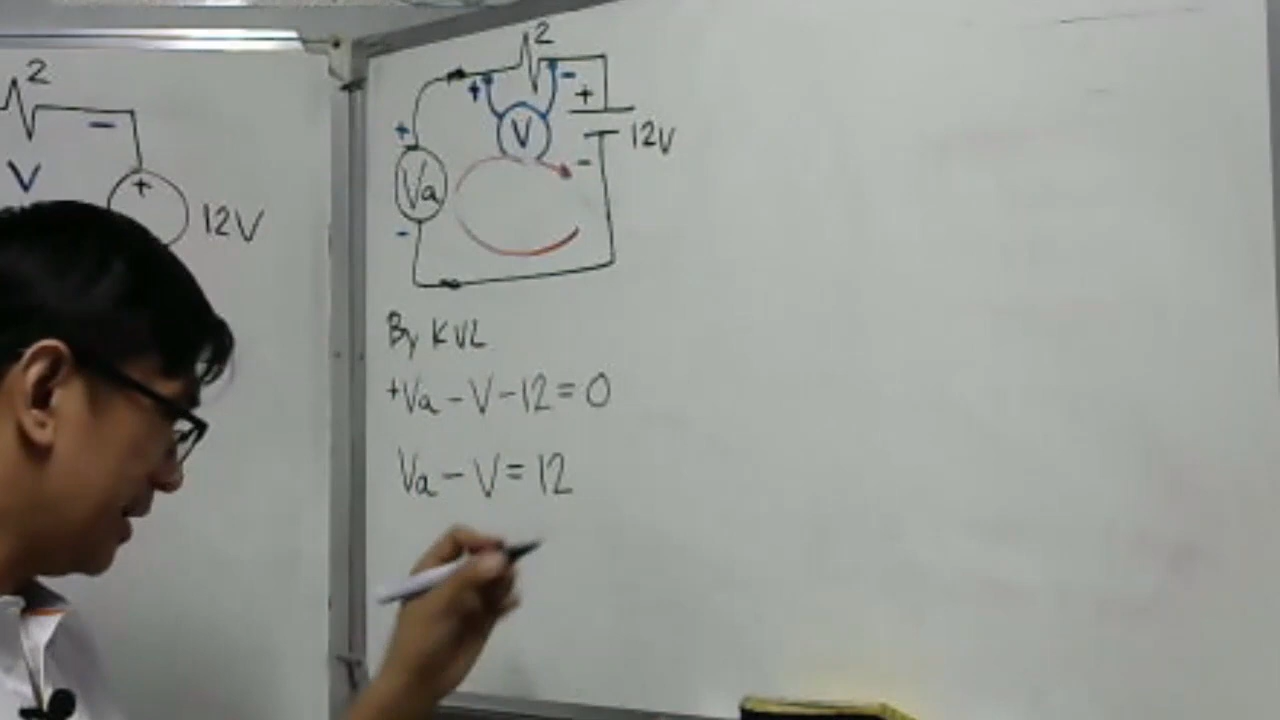 2
−
V
+
12V
2
+
−
+
V
12V
−
+
Va
−
By KVL
+Va − V − 12 = 0
Va − V = 12